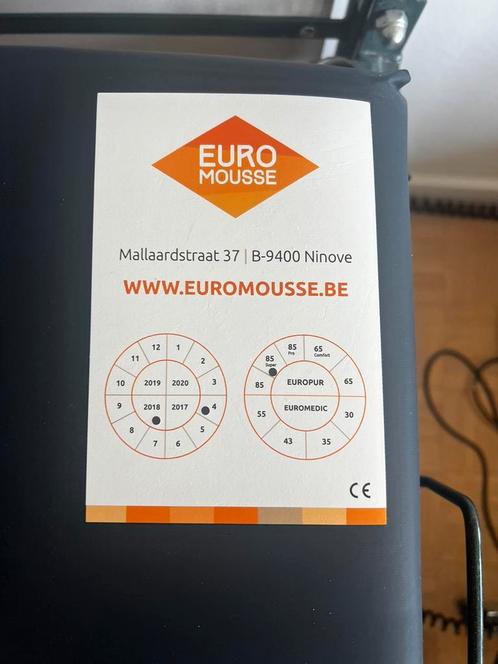 EURO
MOUSSE
Mallaardstraat 37 | B-9400 Ninove
WWW.EUROMOUSSE.BE
12 1
11 2
10 2019 2020 3
9 2018 2017 4
8 5
7 6
85 Super 85 Pro 65 Comfort
85 EUROPUR 65
55 EUROMEDIC 30
43 35
CE